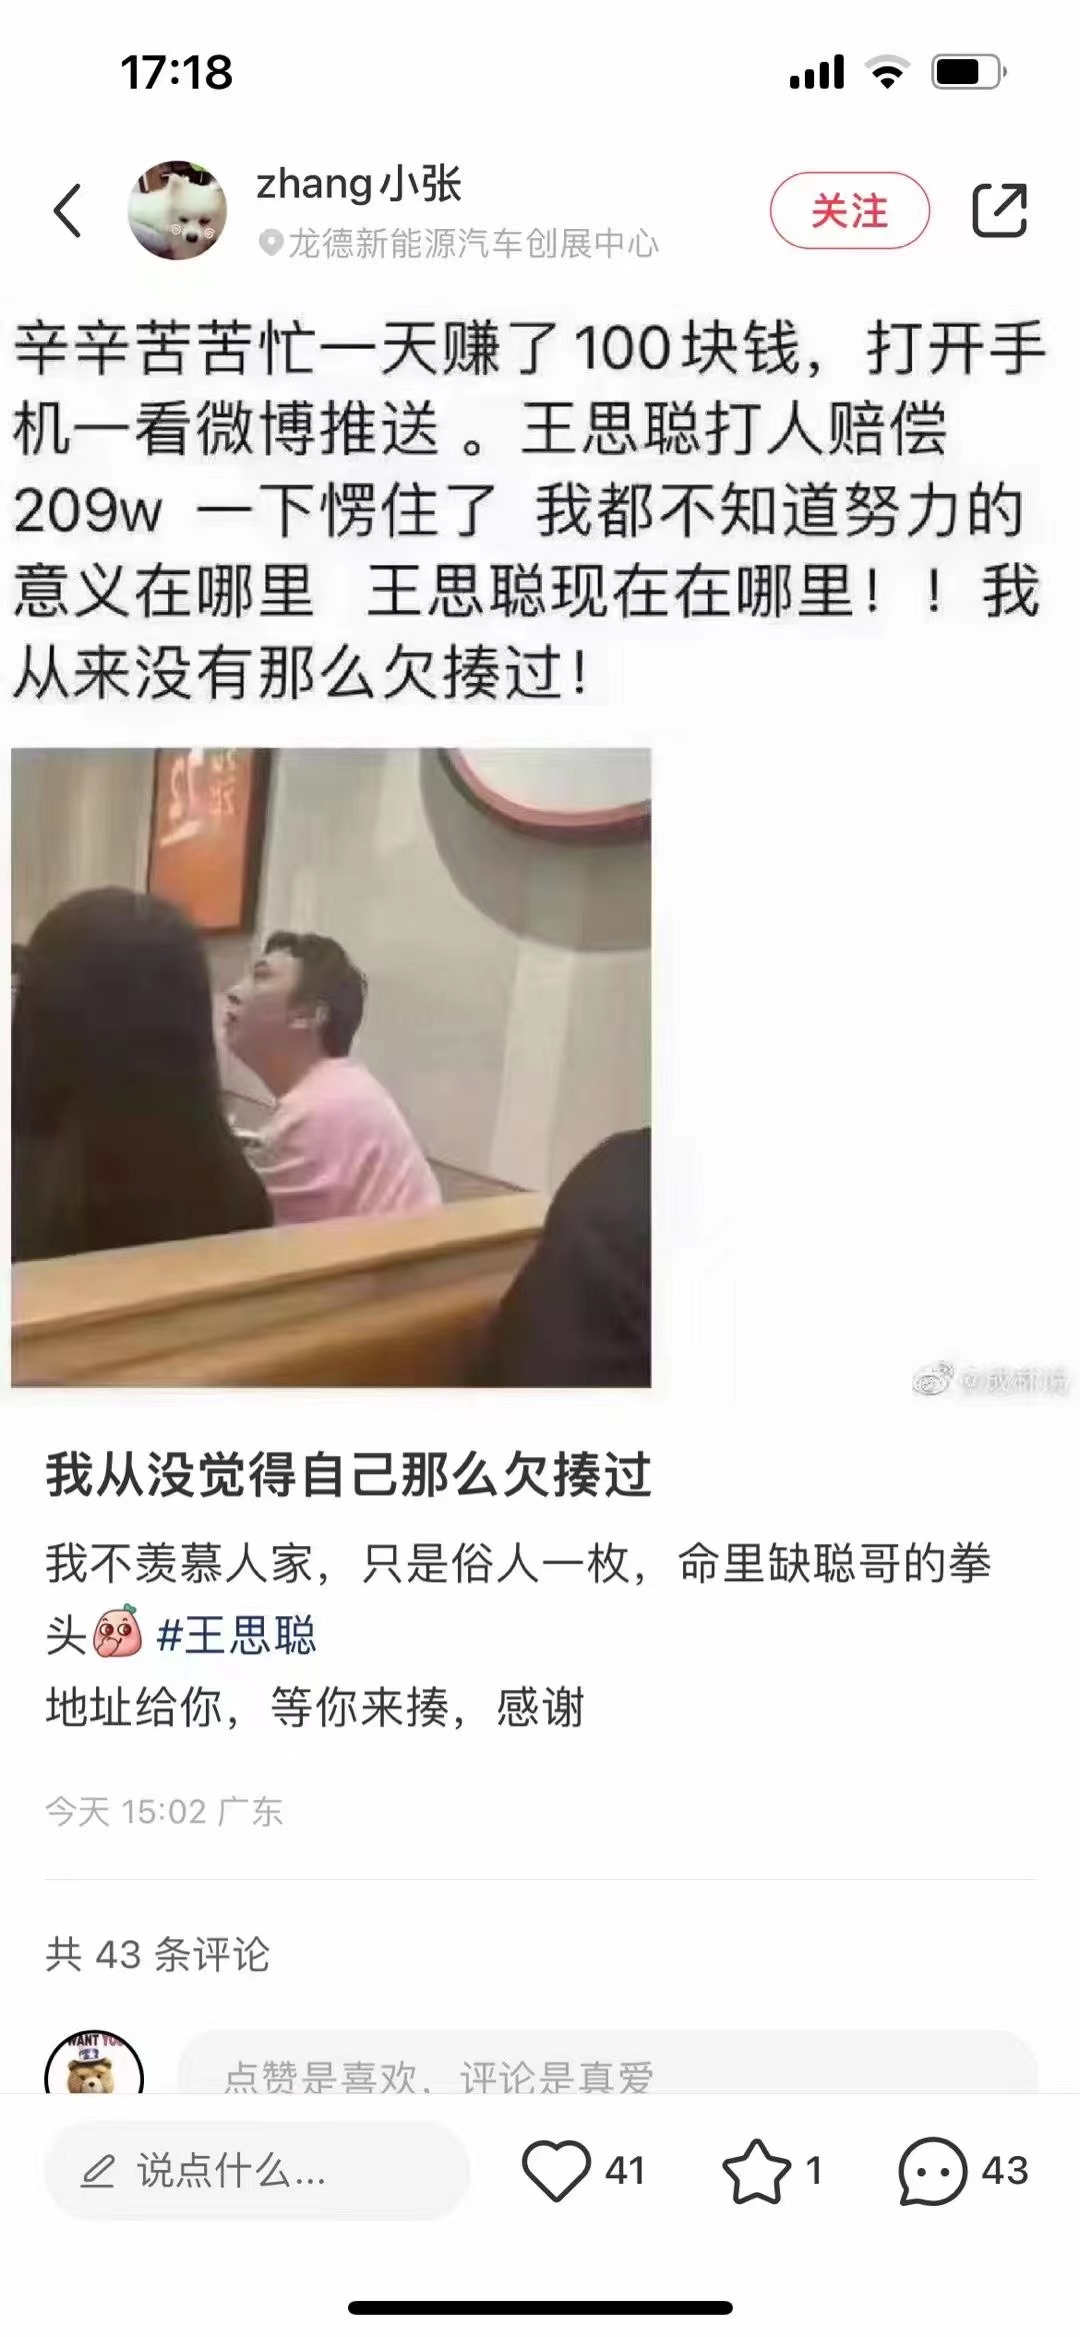 17:18
zhang小张
关注
龙德新能源汽车创展中心
辛辛苦苦忙一天赚了100块钱，打开手
机一看微博推送 。王思聪打人赔偿
209w 一下愣住了 我都不知道努力的
意义在哪里 王思聪现在在哪里！！我
从来没有那么欠揍过！
我从没觉得自己那么欠揍过
我不羡慕人家，只是俗人一枚，命里缺聪哥的拳
头 #王思聪
地址给你，等你来揍，感谢
今天 15:02 广东
共 43 条评论
WANT YOU
点赞是喜欢，评论是真爱
说点什么...
41
1
43